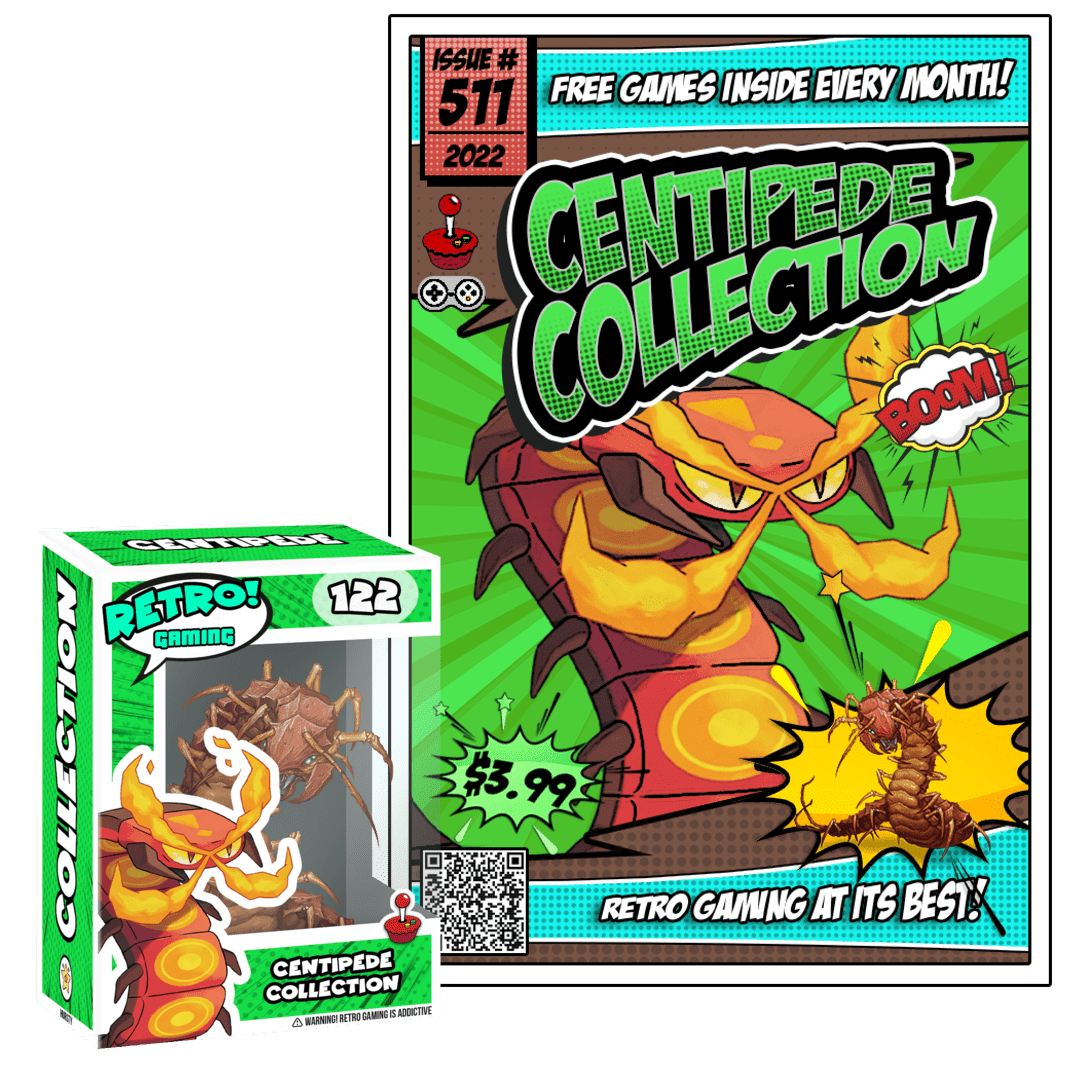 ISSUE #
511
2022
FREE GAMES INSIDE EVERY MONTH!
CENTIPEDE
COLLECTION
BOOM!
$3.99
RETRO GAMING AT ITS BEST!
CENTIPEDE
COLLECTION
RETRO!
GAMING
122
CENTIPEDE
COLLECTION
WARNING! RETRO GAMING IS ADDICTIVE